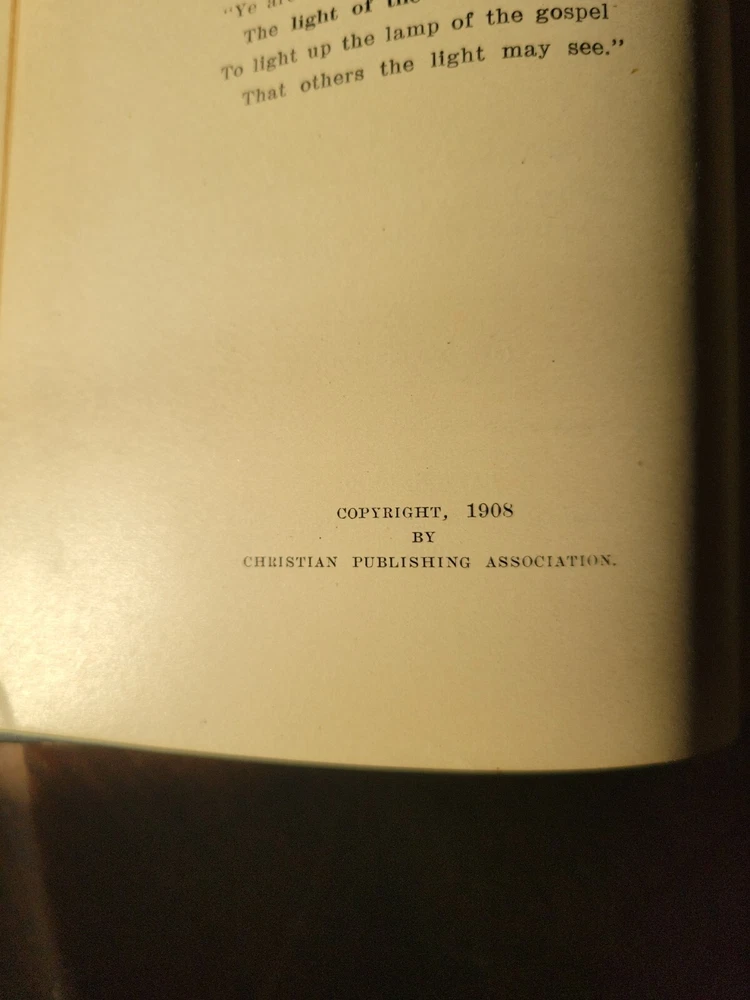 “Ye
The light of the
To light up the lamp of the gospel
That others the light may see.”
COPYRIGHT, 1908
BY
CHRISTIAN PUBLISHING ASSOCIATION.